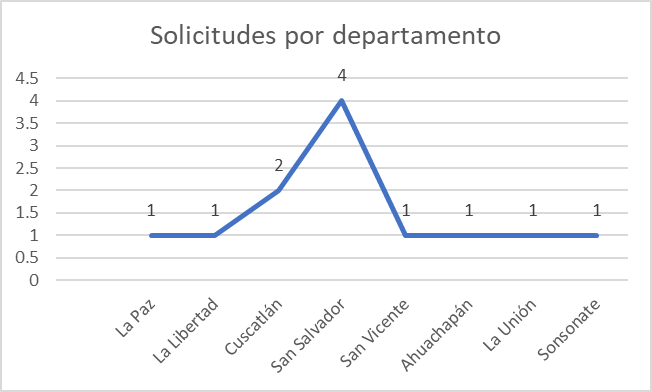 Solicitudes por departamento
4.5
4
3.5
3
2.5
2
1.5
1
0.5
0
1
1
2
4
1
1
1
1
La Paz
La Libertad
Cuscatlán
San Salvador
San Vicente
Ahuachapán
La Unión
Sonsonate